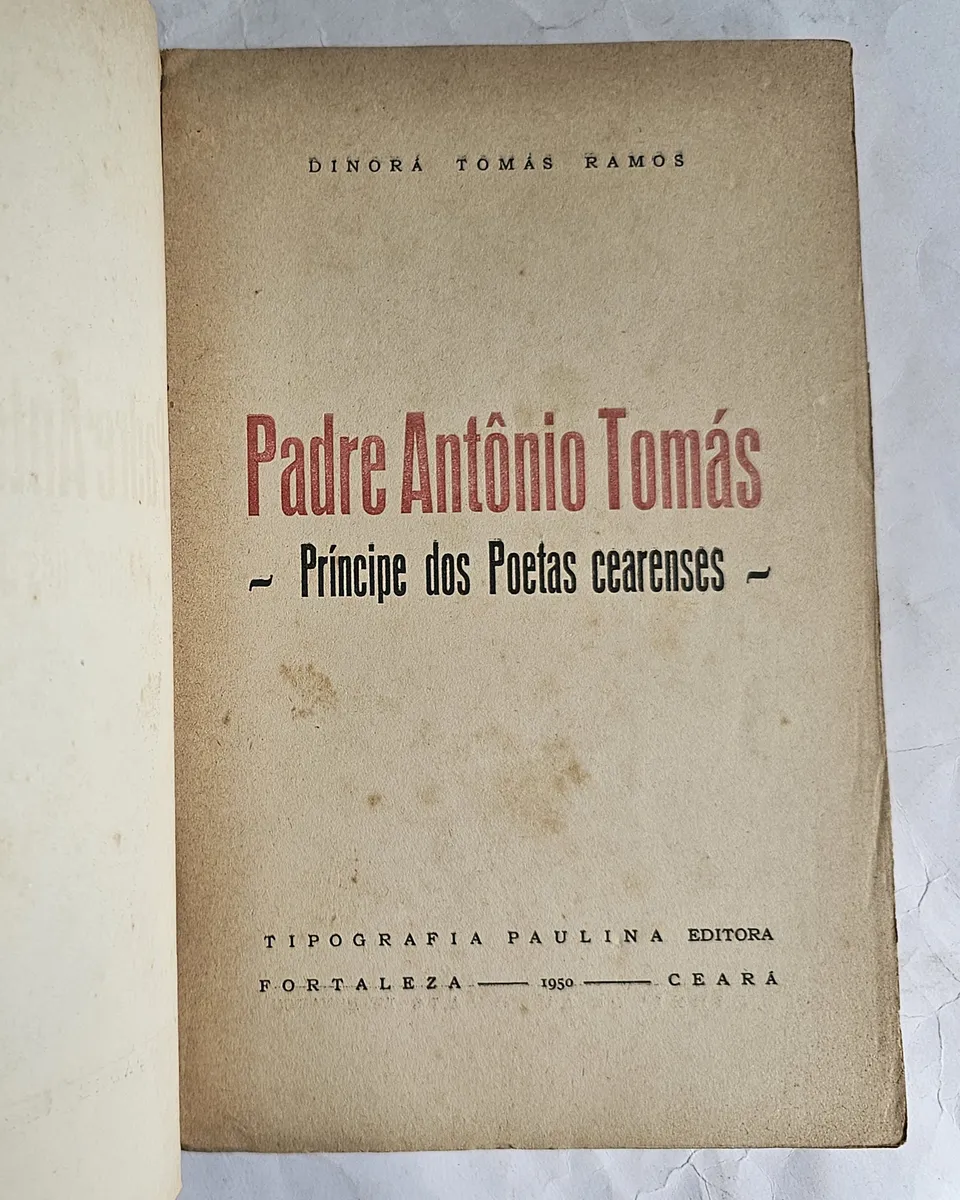 DINORÁ TOMÁS RAMOS
Padre Antônio Tomás
~ Príncipe dos Poetas cearenses ~
TIPOGRAFIA PAULINA EDITORA
FORTALEZA — 1950 — CEARÁ